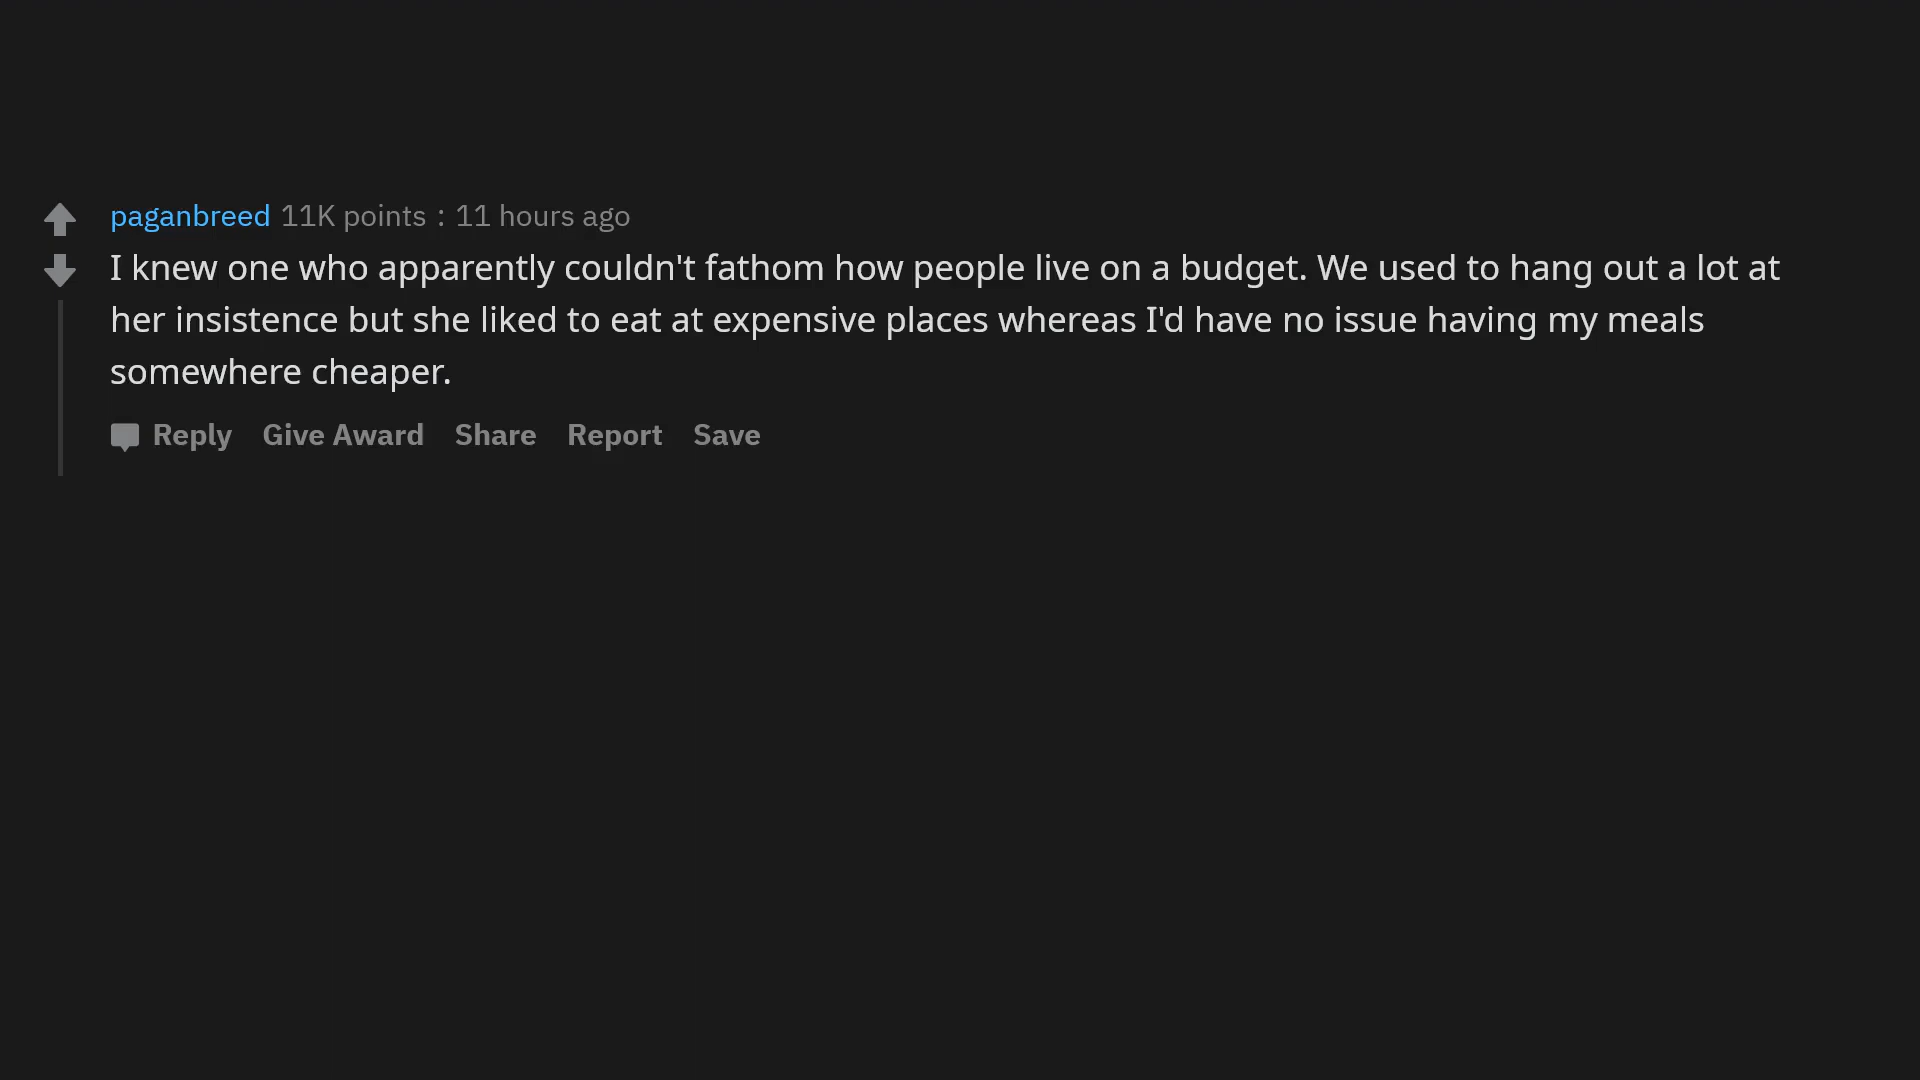 paganbreed 11K points : 11 hours ago
I knew one who apparently couldn't fathom how people live on a budget. We used to hang out a lot at
her insistence but she liked to eat at expensive places whereas I'd have no issue having my meals
somewhere cheaper.
Reply Give Award Share Report Save